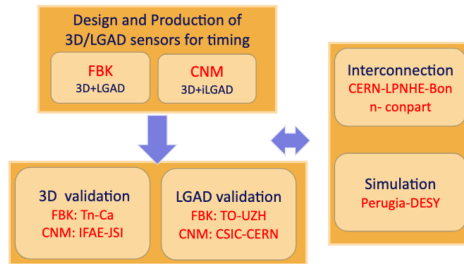 Design and Production of
3D/LGAD sensors for timing
FBK
3D+LGAD
CNM
3D+iLGAD
Interconnection
CERN-LPNHE-Bon
n- conpart
Simulation
Perugia-DESY
3D validation
FBK: Tn-Ca
CNM: IFAE-JSI
LGAD validation
FBK: TO-UZH
CNM: CSIC-CERN